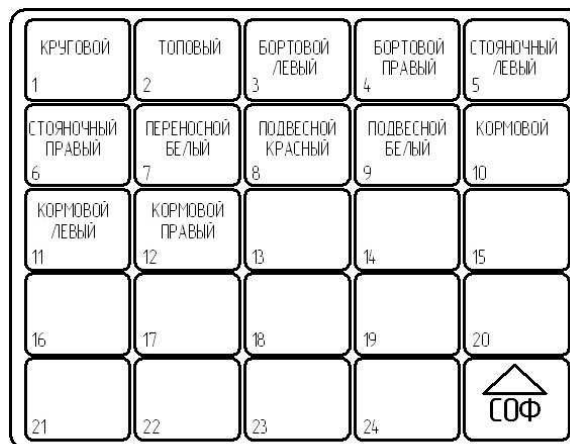 КРУГОВОЙ
1
ТОПОВЫЙ
2
БОРТОВОЙ
ЛЕВЫЙ
3
БОРТОВОЙ
ПРАВЫЙ
4
СТОЯНОЧНЫЙ
ЛЕВЫЙ
5
СТОЯНОЧНЫЙ
ПРАВЫЙ
6
ПЕРЕНОСНОЙ
БЕЛЫЙ
7
ПОДВЕСНОЙ
КРАСНЫЙ
8
ПОДВЕСНОЙ
БЕЛЫЙ
9
КОРМОВОЙ
10
КОРМОВОЙ
ЛЕВЫЙ
11
КОРМОВОЙ
ПРАВЫЙ
12
13
14
15
16
17
18
19
20
21
22
23
24
СОФ